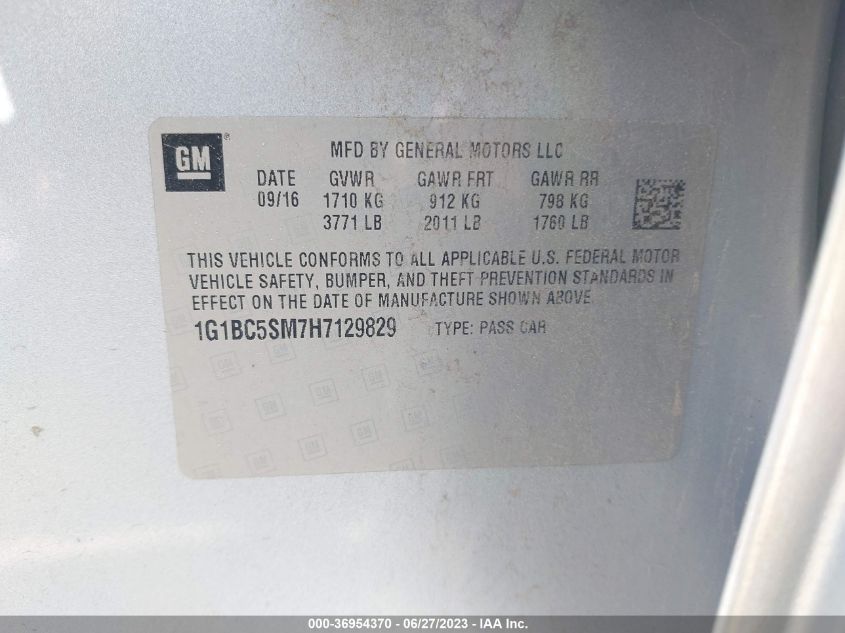 GM ® MFD BY GENERAL MOTORS LLC
DATE GVWR GAWR FRT GAWR RR
09/16 1710 KG 912 KG 798 KG
3771 LB 2011 LB 1760 LB
THIS VEHICLE CONFORMS TO ALL APPLICABLE U.S. FEDERAL MOTOR
VEHICLE SAFETY, BUMPER, AND THEFT PREVENTION STANDARDS IN
EFFECT ON THE DATE OF MANUFACTURE SHOWN ABOVE.
1G1BC5SM7H7129829 TYPE: PASS CAR
000-36954370 - 06/27/2023 - © IAA Inc.